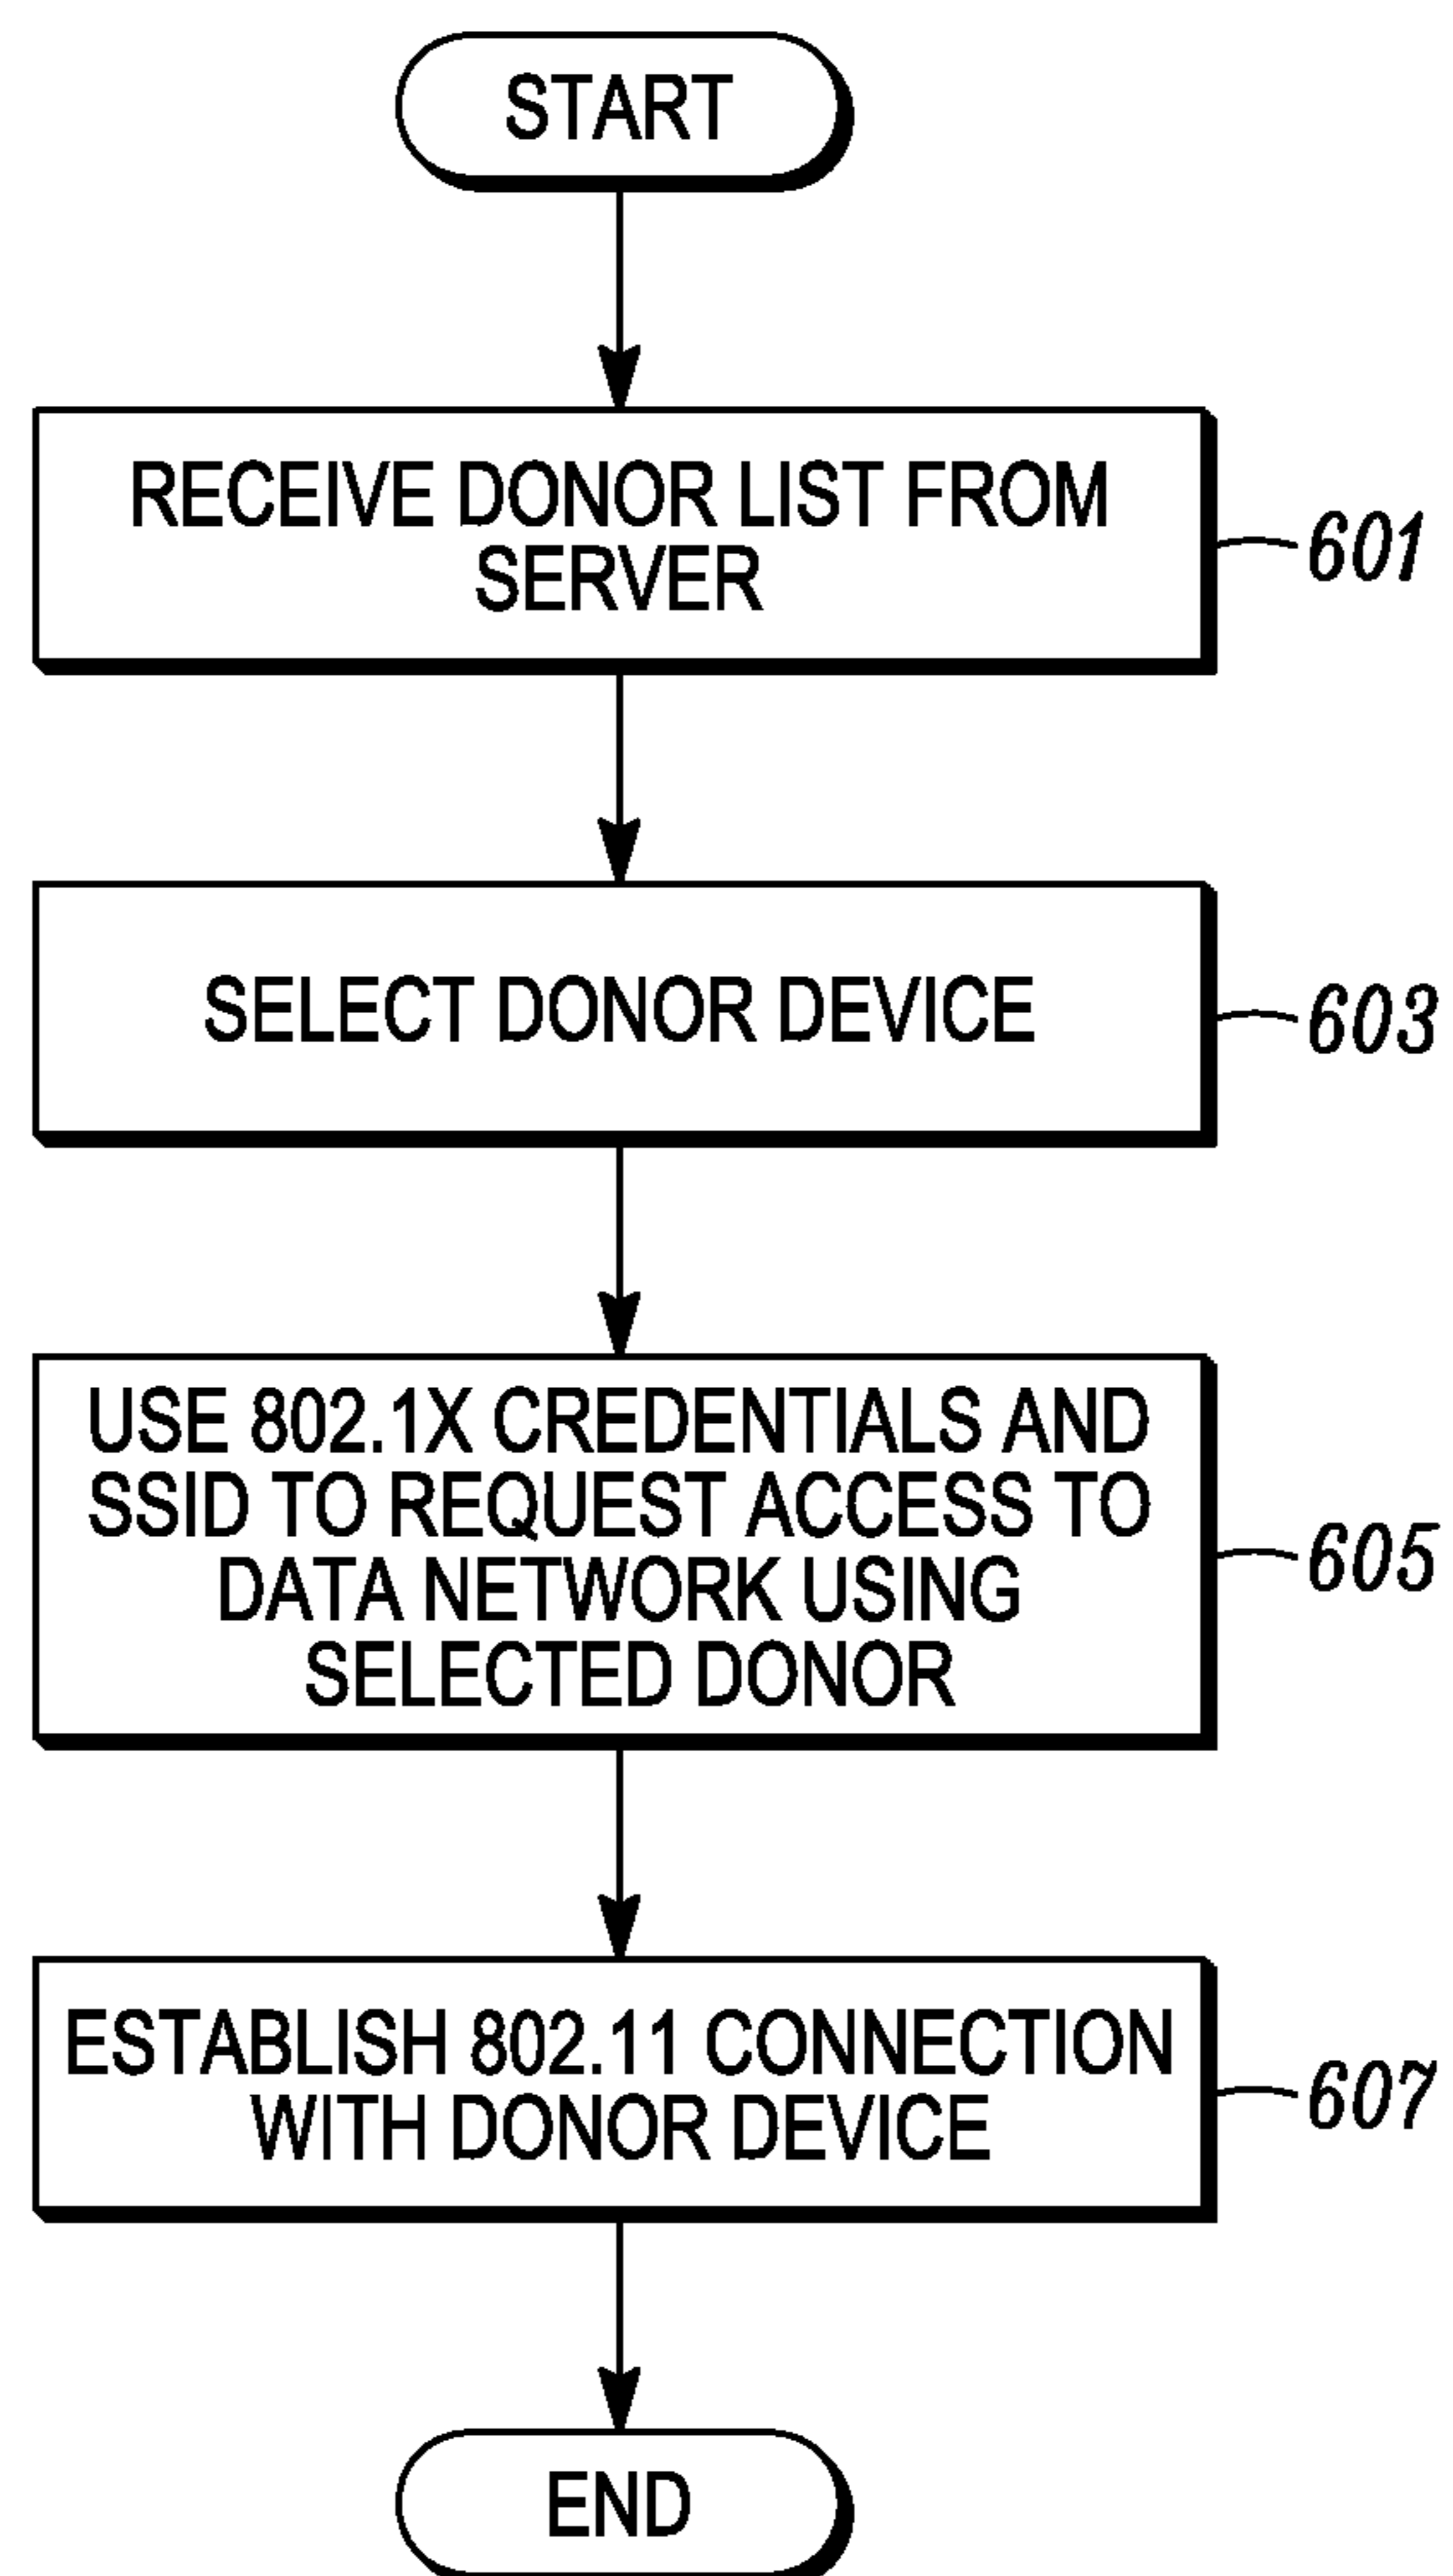 START
RECEIVE DONOR LIST FROM
SERVER
601
SELECT DONOR DEVICE
603
USE 802.1X CREDENTIALS AND
SSID TO REQUEST ACCESS TO
DATA NETWORK USING
SELECTED DONOR
605
ESTABLISH 802.11 CONNECTION
WITH DONOR DEVICE
607
END